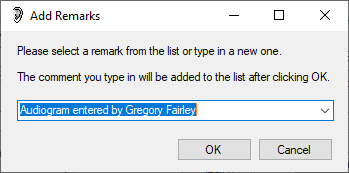 Add Remarks
Please select a remark from the list or type in a new one.
The comment you type in will be added to the list after clicking OK.
Audiogram entered by Gregory Fairley
OK
Cancel